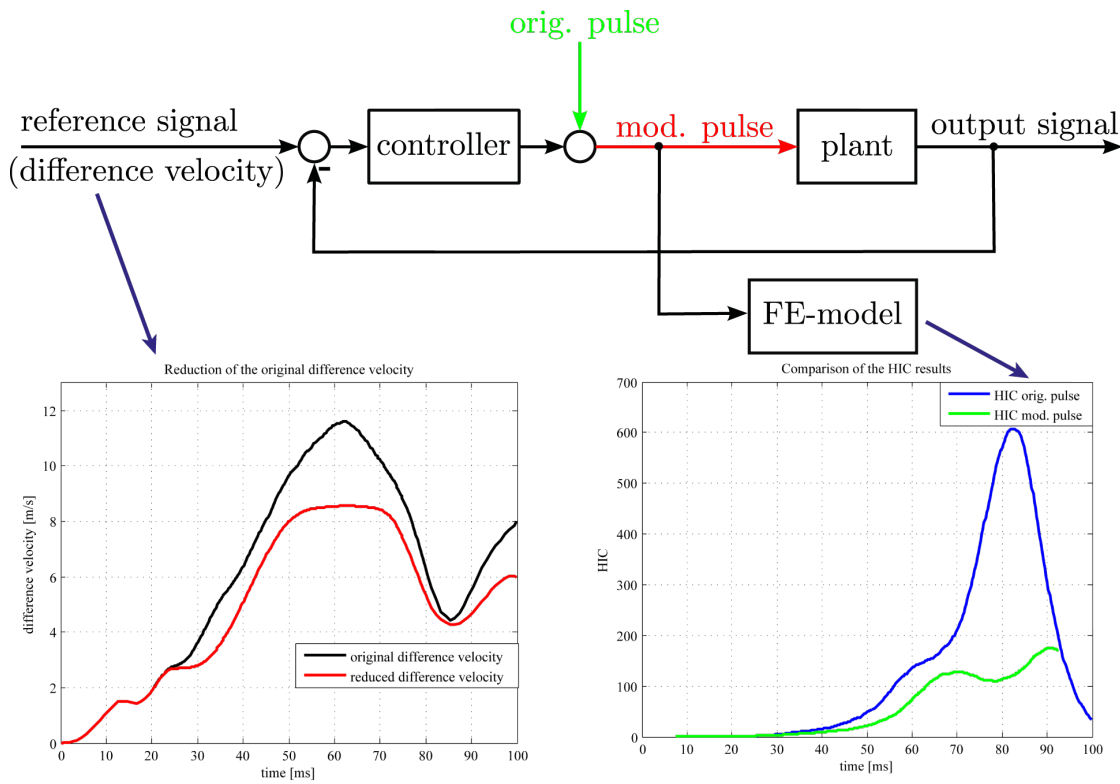 orig. pulse
reference signal
(difference velocity)
-
controller
mod. pulse
plant
output signal
FE-model
Reduction of the original difference velocity
12
10
8
6
4
2
0
difference velocity [m/s]
original difference velocity
reduced difference velocity
0 10 20 30 40 50 60 70 80 90 100
time [ms]
Comparison of the HIC results
700
600
500
400
300
200
100
0
HIC
HIC orig. pulse
HIC mod. pulse
0 10 20 30 40 50 60 70 80 90 100
time [ms]